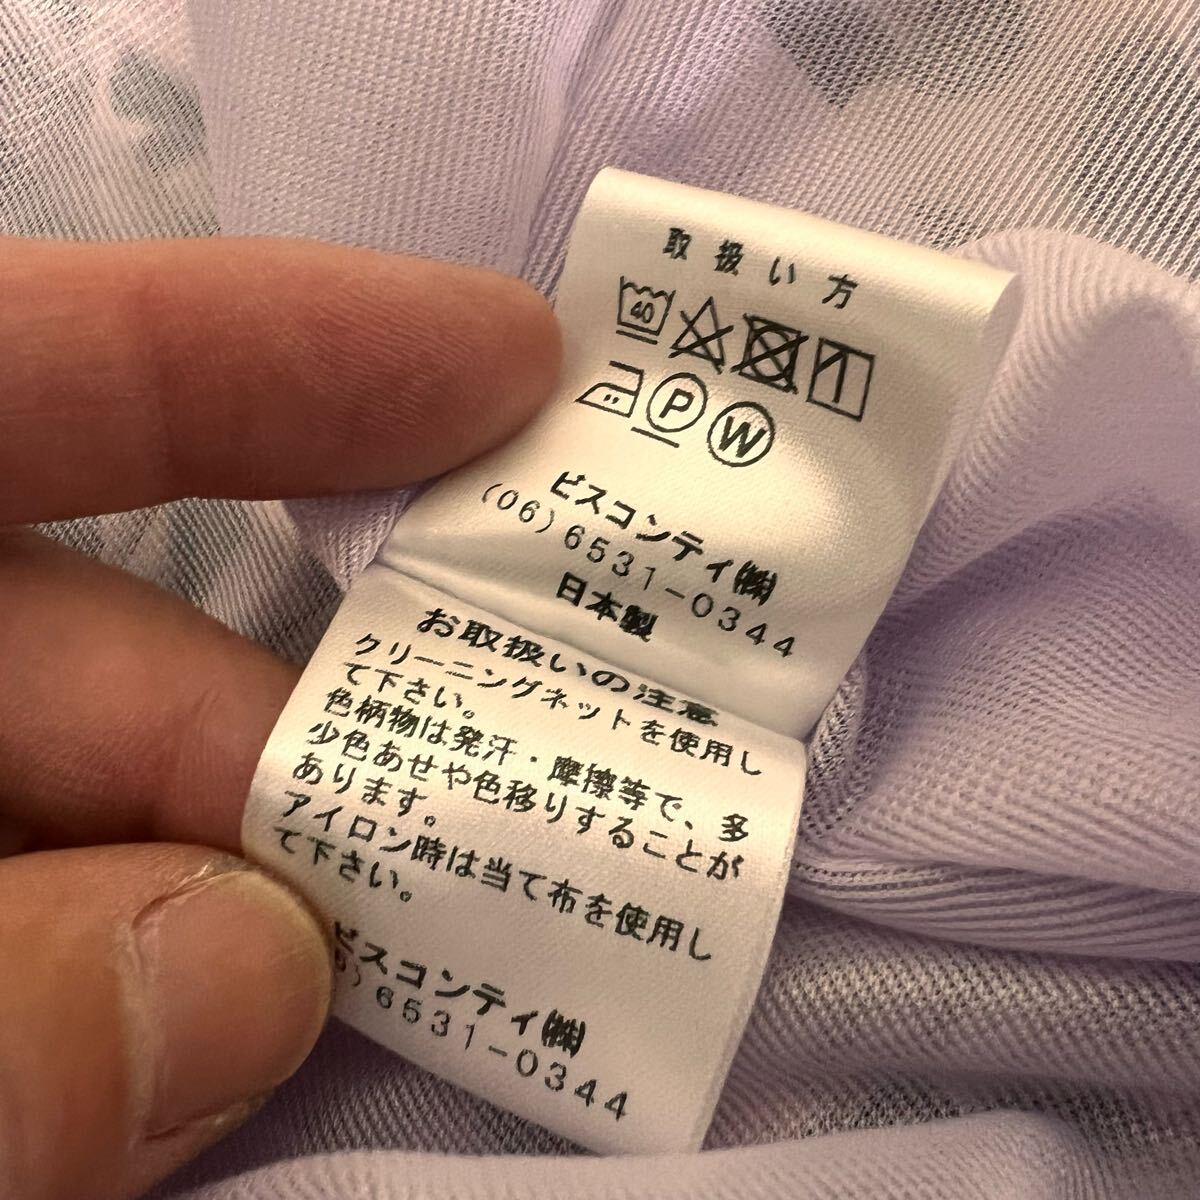 取扱い方
40
P W
ビスコンティ㈱
(06)6531-0344
日本製
お取扱いの注意
クリーニングネットを使用し
て下さい。
色柄物は発汗・摩擦等で、多
少色あせや色移りすることが
あります。
アイロン時は当て布を使用し
て下さい。
ビスコンティ㈱
6)6531-0344